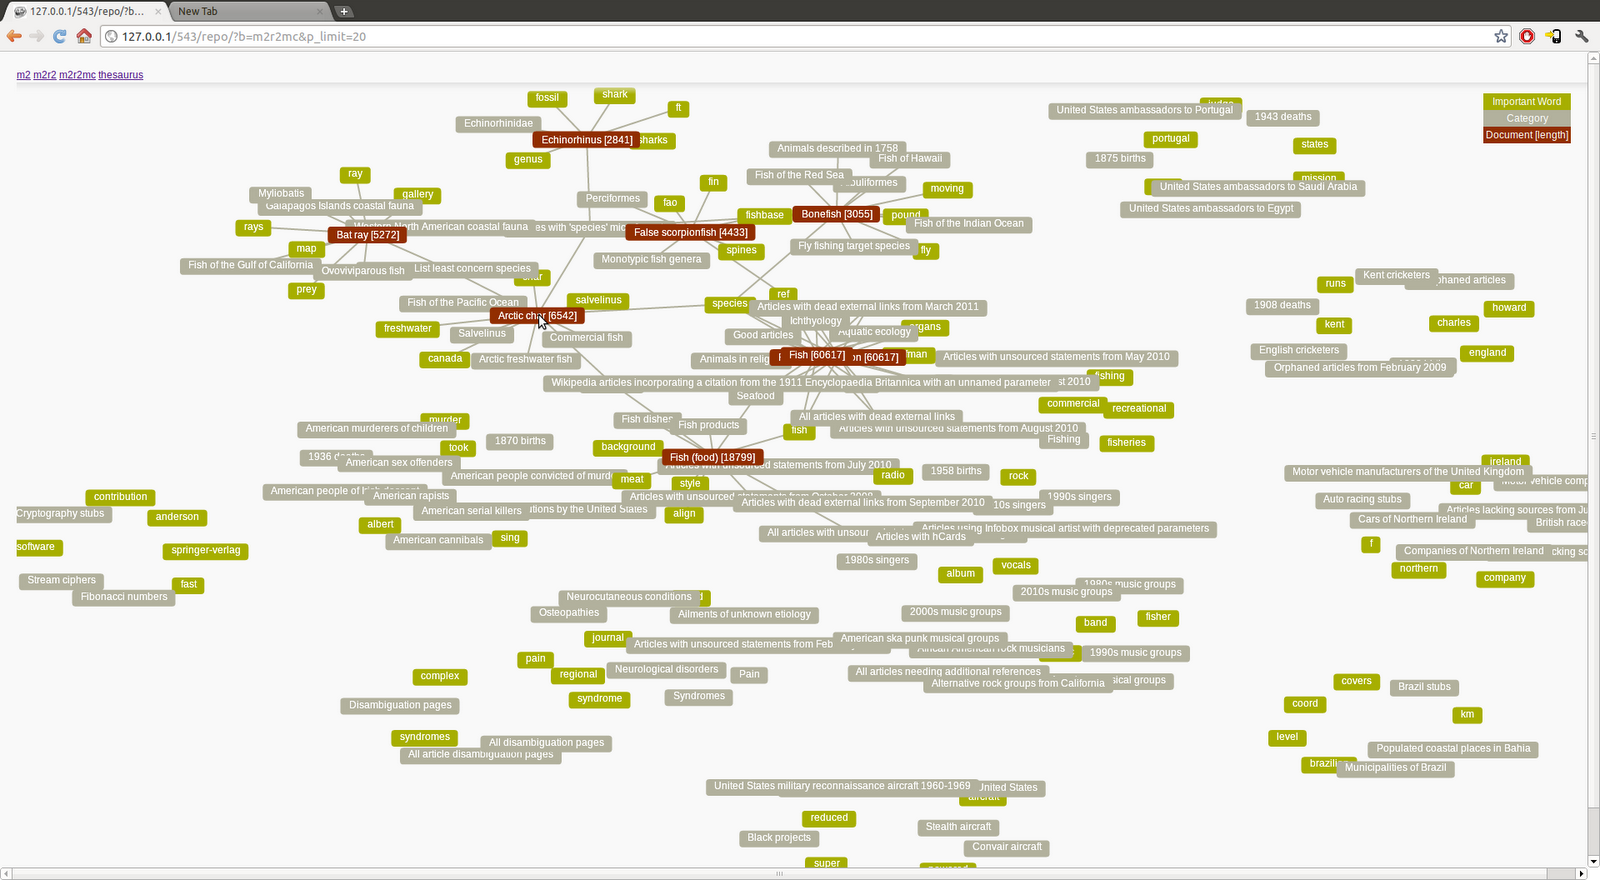 127.0.0.1/543/repo/?b...
New Tab
127.0.0.1/543/repo/?b=m2r2mc&p_limit=20
m2 m2r2 m2r2mc thesaurus
Important Word
Category
Document [length]
fossil
shark
ft
Echinorhinidae
Echinorhinus [2841]
sharks
genus
United States ambassadors to Portugal
1943 deaths
portugal
states
1875 births
mission
United States ambassadors to Saudi Arabia
United States ambassadors to Egypt
Animals described in 1758
Fish of Hawaii
Fish of the Red Sea
moving
ray
Myliobatis
gallery
Galapagos Islands coastal fauna
rays
Western North American coastal fauna
Bat ray [5272]
map
Fish of the Gulf of California
Ovoviviparous fish
List least concern species
prey
Perciformes
fin
fao
fishbase
Bonefish [3055]
pound
Fish of the Indian Ocean
False scorpionfish [4433]
spines
Fly fishing target species
fly
Monotypic fish genera
Fish of the Pacific Ocean
salvelinus
Arctic char [6542]
freshwater
Salvelinus
Commercial fish
canada
Arctic freshwater fish
species
ref
Articles with dead external links from March 2011
Ichthyology
Good articles
Aquatic ecology
organs
Animals in relig
Fish [60617]
on [60617]
man
Articles with unsourced statements from May 2010
Wikipedia articles incorporating a citation from the 1911 Encyclopaedia Britannica with an unnamed parameter
st 2010
fishing
Seafood
commercial
recreational
Fish dishes
Fish products
All articles with dead external links
fish
Articles with unsourced statements from August 2010
Fishing
fisheries
background
Fish (food) [18799]
Articles with unsourced statements from July 2010
meat
style
radio
1958 births
rock
Articles with dead external links from September 2010
10s singers
1990s singers
align
All articles with unsour
Articles using Infobox musical artist with deprecated parameters
Articles with hCards
1980s singers
album
vocals
1980s music groups
2010s music groups
2000s music groups
band
fisher
American ska punk musical groups
African American rock musicians
1990s music groups
All articles needing additional references
Alternative rock groups from California
sical groups
Kent cricketers
phaned articles
runs
1908 deaths
howard
kent
charles
English cricketers
england
Orphaned articles from February 2009
murder
American murderers of children
1870 births
took
1936 deaths
American sex offenders
American people convicted of murd
American people of Irish descent
American rapists
American serial killers
utions by the United States
albert
American cannibals
sing
contribution
Cryptography stubs
anderson
software
springer-verlag
Stream ciphers
fast
Fibonacci numbers
ireland
Motor vehicle manufacturers of the United Kingdom
car
Motor vehicle comp
Auto racing stubs
Articles lacking sources from Ju
Cars of Northern Ireland
British race
f
Companies of Northern Ireland
cking so
northern
company
Neurocutaneous conditions
Osteopathies
Ailments of unknown etiology
journal
Articles with unsourced statements from Feb
pain
regional
Neurological disorders
Pain
syndrome
Syndromes
complex
Disambiguation pages
syndromes
All disambiguation pages
All article disambiguation pages
covers
Brazil stubs
coord
km
level
Populated coastal places in Bahia
brazilian
Municipalities of Brazil
United States military reconnaissance aircraft 1960-1969
United States
aircraft
reduced
Stealth aircraft
Black projects
Convair aircraft
super